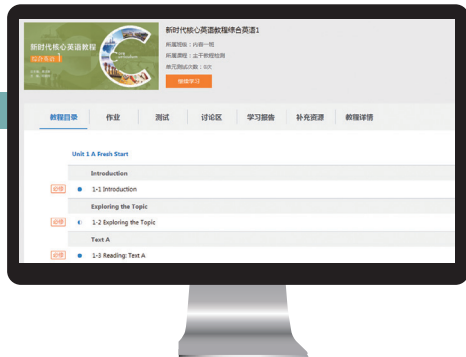 新时代核心英语教程
综合英语 1
Core
Curriculum
新时代核心英语教程综合英语1
所属班级：内容一班
所属课程：主干教程检测
单元测试次数：0次
继续学习
教程目录 作业 测试 讨论区 学习报告 补充资源 教程详情
Unit 1 A Fresh Start
Introduction
必修 1-1 Introduction
Exploring the Topic
必修 1-2 Exploring the Topic
Text A
必修 1-3 Reading: Text A